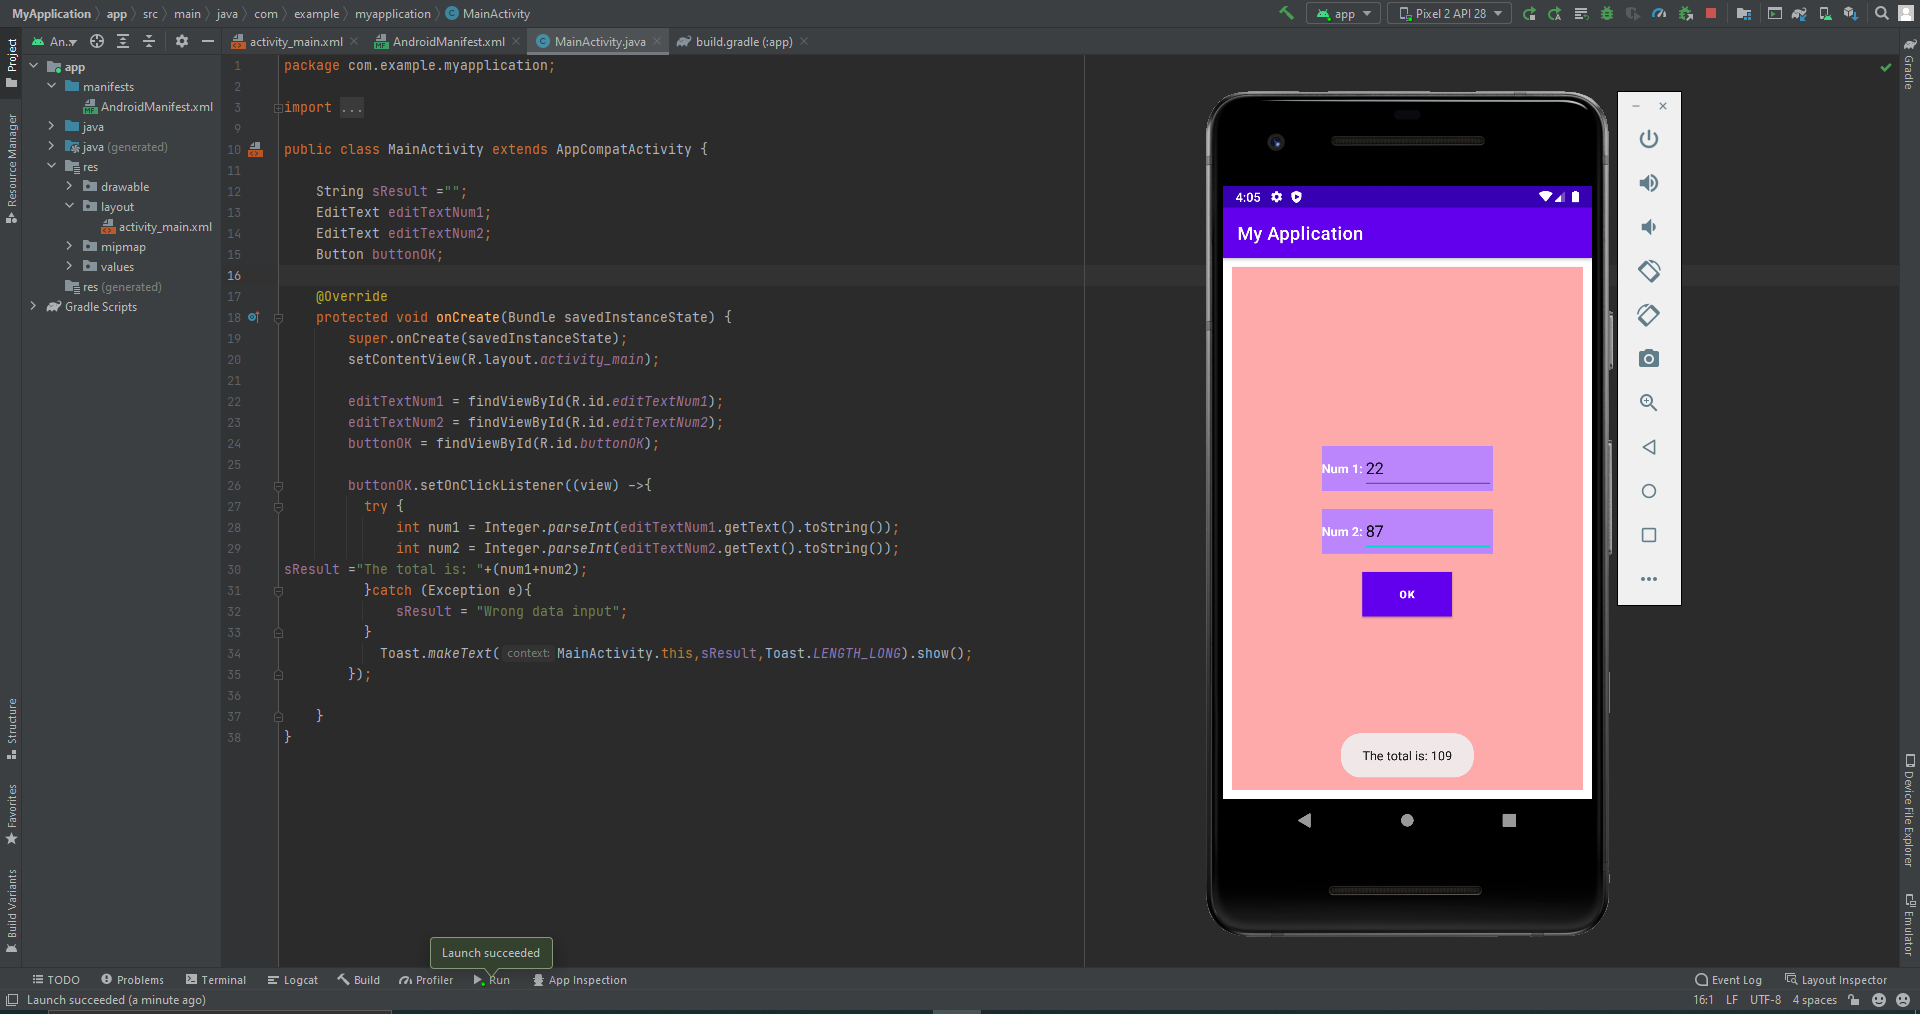 MyApplication app src main java com example myapplication MainActivity
app Pixel 2 API 28
An..
activity_main.xml AndroidManifest.xml MainActivity.java build.gradle (:app)
Project
Resource Manager
Structure
Favorites
Build Variants
app
manifests
AndroidManifest.xml
java
java (generated)
res
drawable
layout
activity_main.xml
mipmap
values
res (generated)
Gradle Scripts
1 package com.example.myapplication;
2
3 import ...
9
10 public class MainActivity extends AppCompatActivity {
11
12 String sResult ="";
13 EditText editTextNum1;
14 EditText editTextNum2;
15 Button buttonOK;
16
17 @Override
18 protected void onCreate(Bundle savedInstanceState) {
19 super.onCreate(savedInstanceState);
20 setContentView(R.layout.activity_main);
21
22 editTextNum1 = findViewById(R.id.editTextNum1);
23 editTextNum2 = findViewById(R.id.editTextNum2);
24 buttonOK = findViewById(R.id.buttonOK);
25
26 buttonOK.setOnClickListener((view) ->{
27 try {
28 int num1 = Integer.parseInt(editTextNum1.getText().toString());
29 int num2 = Integer.parseInt(editTextNum2.getText().toString());
30 sResult ="The total is: "+(num1+num2);
31 }catch (Exception e){
32 sResult = "Wrong data input";
33 }
34 Toast.makeText( context: MainActivity.this,sResult,Toast.LENGTH_LONG).show();
35 });
36
37 }
38 }
4:05
My Application
Num 1: 22
Num 2: 87
OK
The total is: 109
Gradle
Device File Explorer
Emulator
Launch succeeded
TODO Problems Terminal Logcat Build Profiler Run App Inspection Event Log Layout Inspector
Launch succeeded (a minute ago) 16:1 LF UTF-8 4 spaces